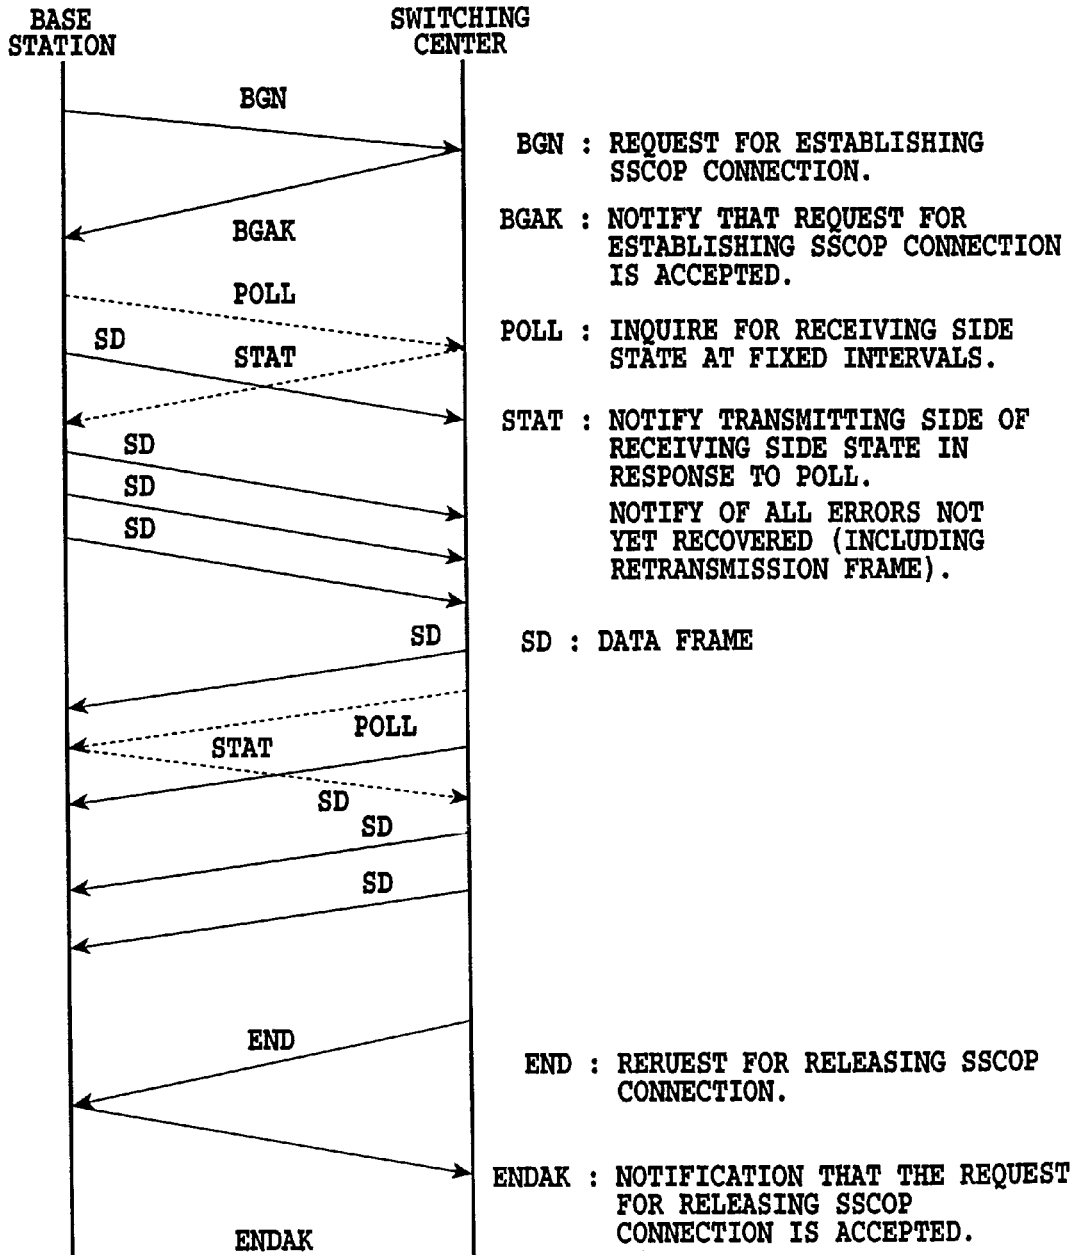 BASE
STATION
SWITCHING
CENTER
BGN
BGN : REQUEST FOR ESTABLISHING
SSCOP CONNECTION.
BGAK
BGAK : NOTIFY THAT REQUEST FOR
ESTABLISHING SSCOP CONNECTION
IS ACCEPTED.
POLL
SD
STAT
POLL : INQUIRE FOR RECEIVING SIDE
STATE AT FIXED INTERVALS.
SD
SD
SD
STAT : NOTIFY TRANSMITTING SIDE OF
RECEIVING SIDE STATE IN
RESPONSE TO POLL.
NOTIFY OF ALL ERRORS NOT
YET RECOVERED (INCLUDING
RETRANSMISSION FRAME).
SD
SD : DATA FRAME
POLL
STAT
SD
SD
SD
END
END : RERUEST FOR RELEASING SSCOP
CONNECTION.
ENDAK : NOTIFICATION THAT THE REQUEST
FOR RELEASING SSCOP
CONNECTION IS ACCEPTED.
ENDAK